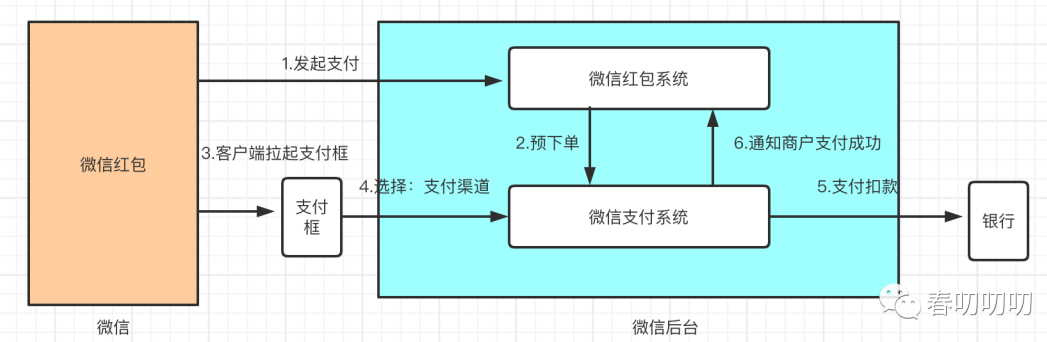 1.发起支付
微信红包系统
2.预下单
6.通知商户支付成功
3.客户端拉起支付框
微信红包
4.选择：支付渠道
5.支付扣款
支付
框
微信支付系统
银行
春叨叨叨
微信
微信后台